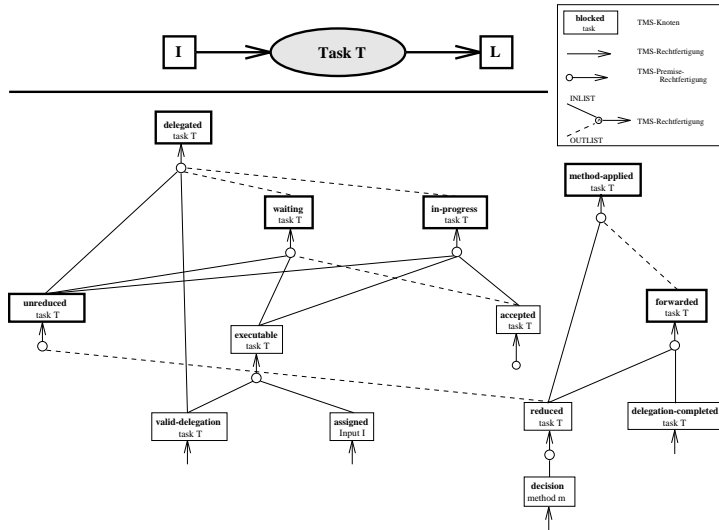 I
Task T
L
blocked
task
TMS-Knoten
TMS-Rechtfertigung
TMS-Premise-
Rechtfertigung
INLIST
TMS-Rechtfertigung
OUTLIST
delegated
task T
method-applied
task T
waiting
task T
in-progress
task T
unreduced
task T
forwarded
task T
accepted
task T
executable
task T
valid-delegation
task T
assigned
Input I
reduced
task T
delegation-completed
task T
decision
method m